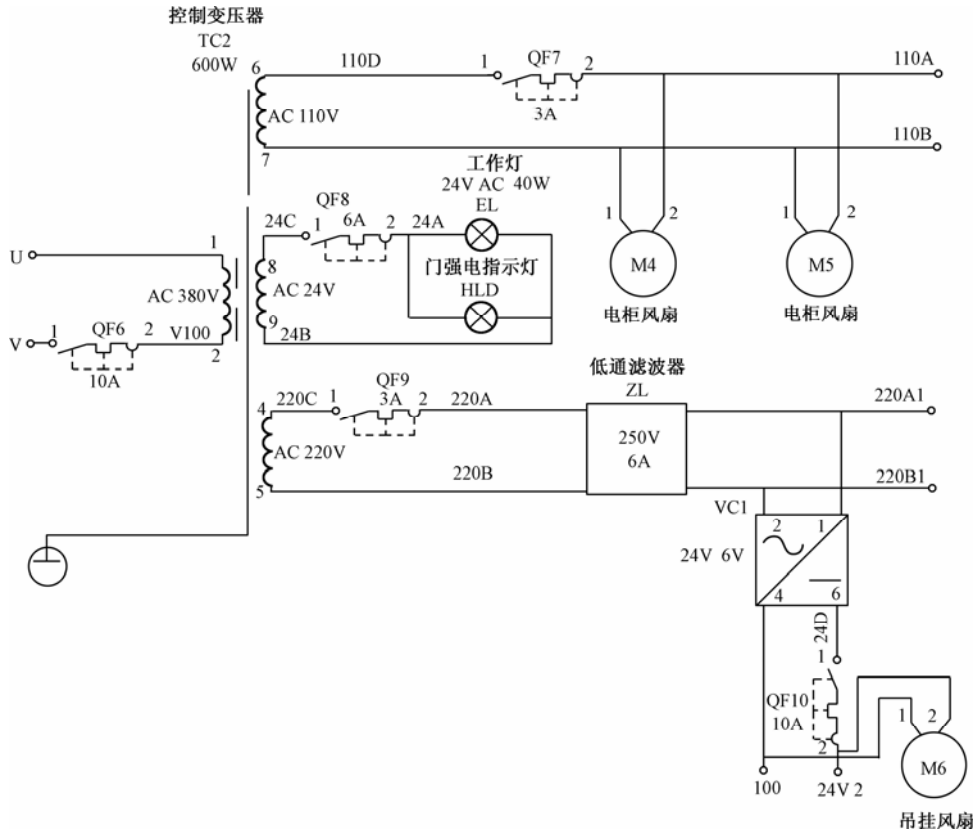 控制变压器
TC2
600W
6
110D
1
QF7
2
110A
AC 110V
3A
7
110B
工作灯
24V AC 40W
EL
QF8
24C
1
6A
2
24A
1
2
M4
电柜风扇
1
2
M5
电柜风扇
U
1
8
AC 380V
AC 24V
门强电指示灯
HLD
9
24B
V
1
QF6
2
V100
2
10A
低通滤波器
ZL
QF9
4
220C
1
3A
2
220A
220A1
AC 220V
250V
6A
5
220B
220B1
VC1
2
1
24V 6V
4
6
24D
1
QF10
10A
2
1
2
M6
100
24V 2
吊挂风扇